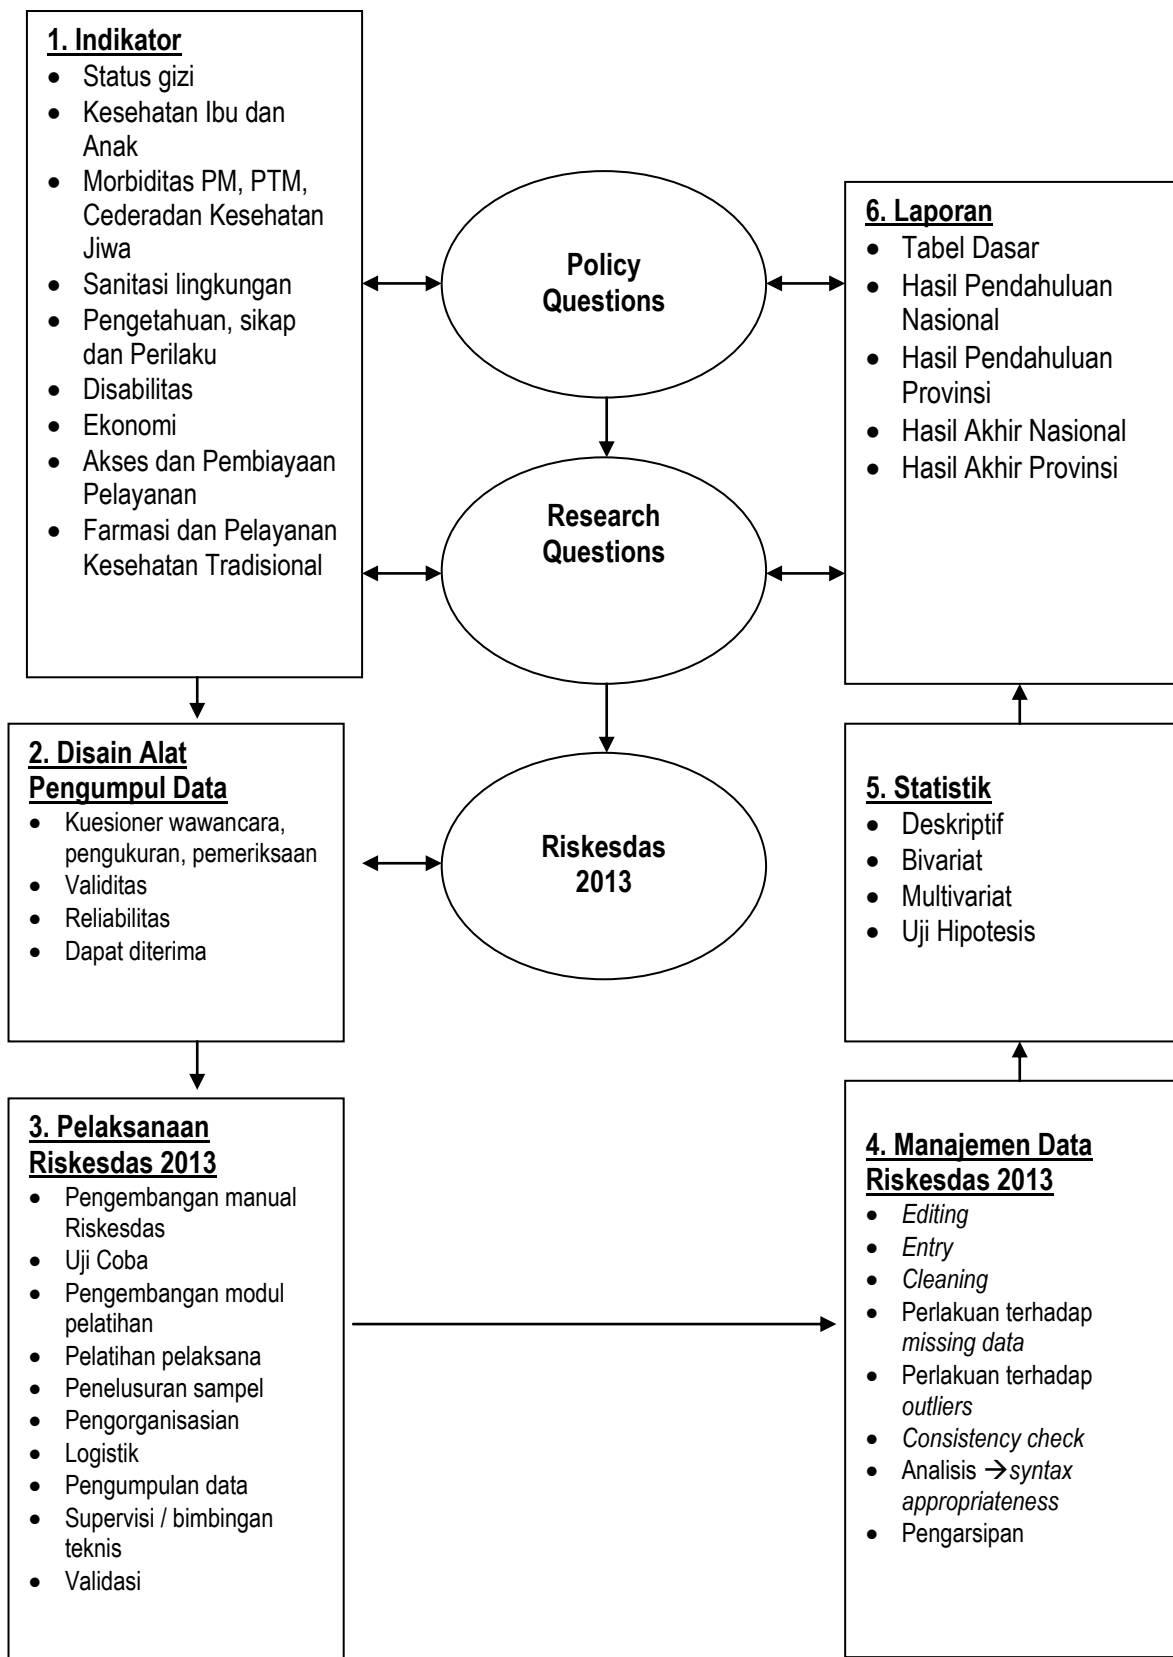 1. Indikator
• Status gizi
• Kesehatan Ibu dan
Anak
• Morbiditas PM, PTM,
Cederadan Kesehatan
Jiwa
• Sanitasi lingkungan
• Pengetahuan, sikap
dan Perilaku
• Disabilitas
• Ekonomi
• Akses dan Pembiayaan
Pelayanan
• Farmasi dan Pelayanan
Kesehatan Tradisional
Policy
Questions
Research
Questions
Riskesdas
2013
2. Disain Alat
Pengumpul Data
• Kuesioner wawancara,
pengukuran, pemeriksaan
• Validitas
• Reliabilitas
• Dapat diterima
3. Pelaksanaan
Riskesdas 2013
• Pengembangan manual
Riskesdas
• Uji Coba
• Pengembangan modul
pelatihan
• Pelatihan pelaksana
• Penelusuran sampel
• Pengorganisasian
• Logistik
• Pengumpulan data
• Supervisi / bimbingan
teknis
• Validasi
6. Laporan
• Tabel Dasar
• Hasil Pendahuluan
Nasional
• Hasil Pendahuluan
Provinsi
• Hasil Akhir Nasional
• Hasil Akhir Provinsi
5. Statistik
• Deskriptif
• Bivariat
• Multivariat
• Uji Hipotesis
4. Manajemen Data
Riskesdas 2013
• Editing
• Entry
• Cleaning
• Perlakuan terhadap
missing data
• Perlakuan terhadap
outliers
• Consistency check
• Analisis → syntax
appropriateness
• Pengarsipan